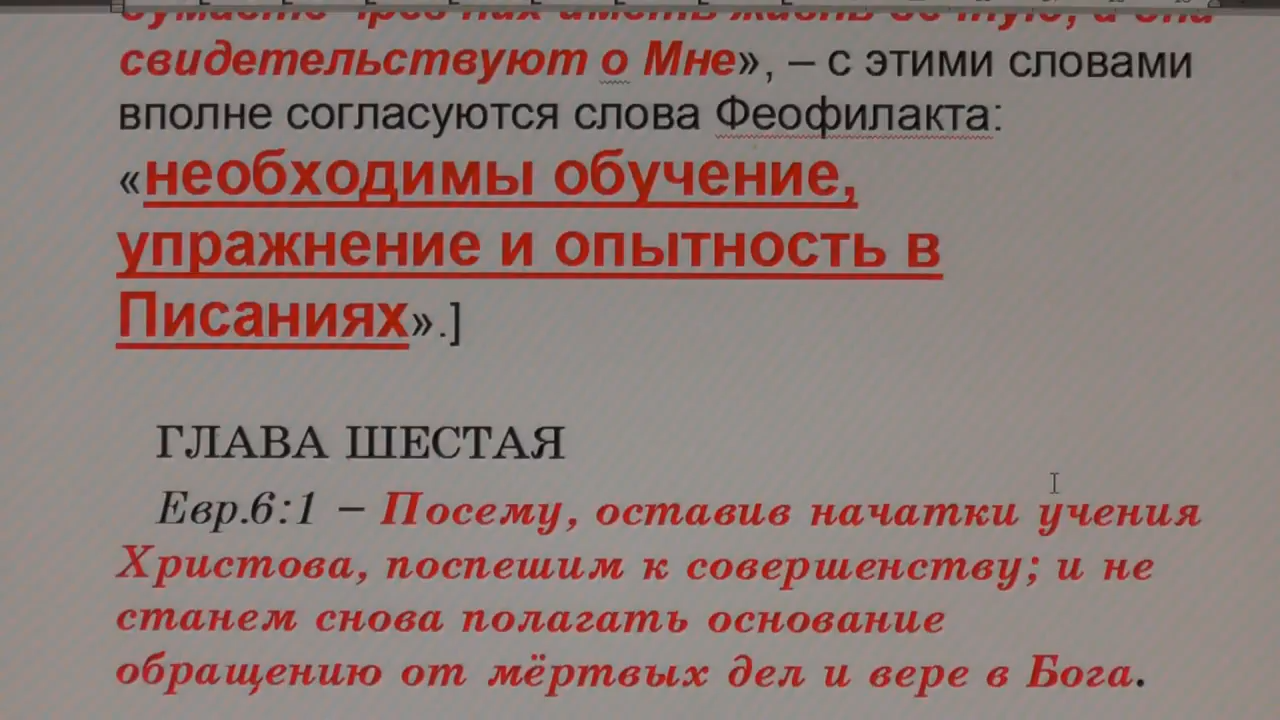 свидетельствуют о Мне», – с этими словами
вполне согласуются слова Феофилакта:
«необходимы обучение,
упражнение и опытность в
Писаниях».]
ГЛАВА ШЕСТАЯ
Евр.6:1 – Посему, оставив начатки учения
Христова, поспешим к совершенству; и не
станем снова полагать основание
обращению от мёртвых дел и вере в Бога.